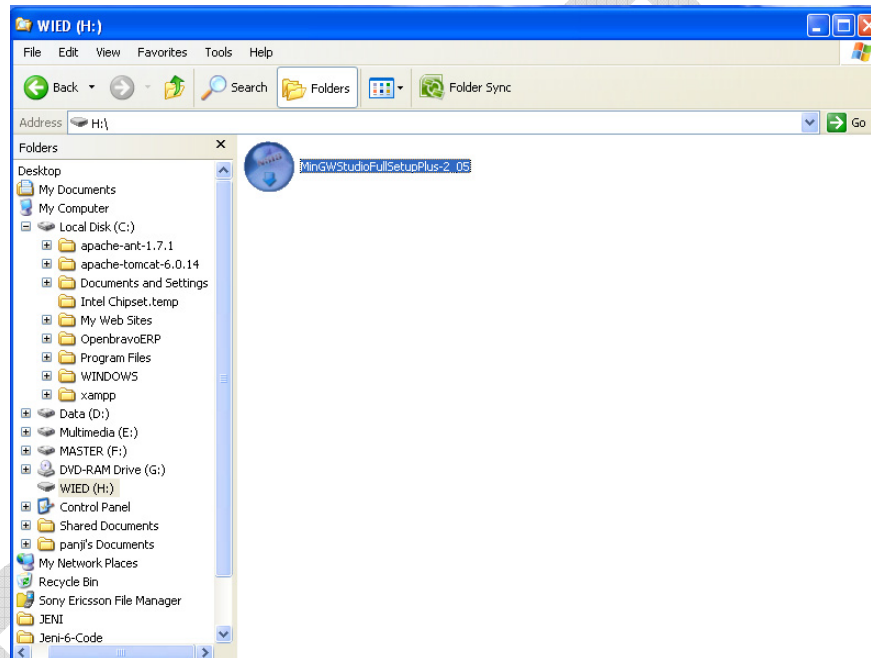 WIED (H:)
File Edit View Favorites Tools Help
Back Search Folders Folder Sync
Address H:\ Go
Folders x
MinGWStudioFullSetupPlus-2_05
Desktop
My Documents
My Computer
Local Disk (C:)
apache-ant-1.7.1
apache-tomcat-6.0.14
Documents and Settings
Intel Chipset.temp
My Web Sites
OpenbravoERP
Program Files
WINDOWS
xampp
Data (D:)
Multimedia (E:)
MASTER (F:)
DVD-RAM Drive (G:)
WIED (H:)
Control Panel
Shared Documents
panji's Documents
My Network Places
Recycle Bin
Sony Ericsson File Manager
JENI
Jeni-6-Code